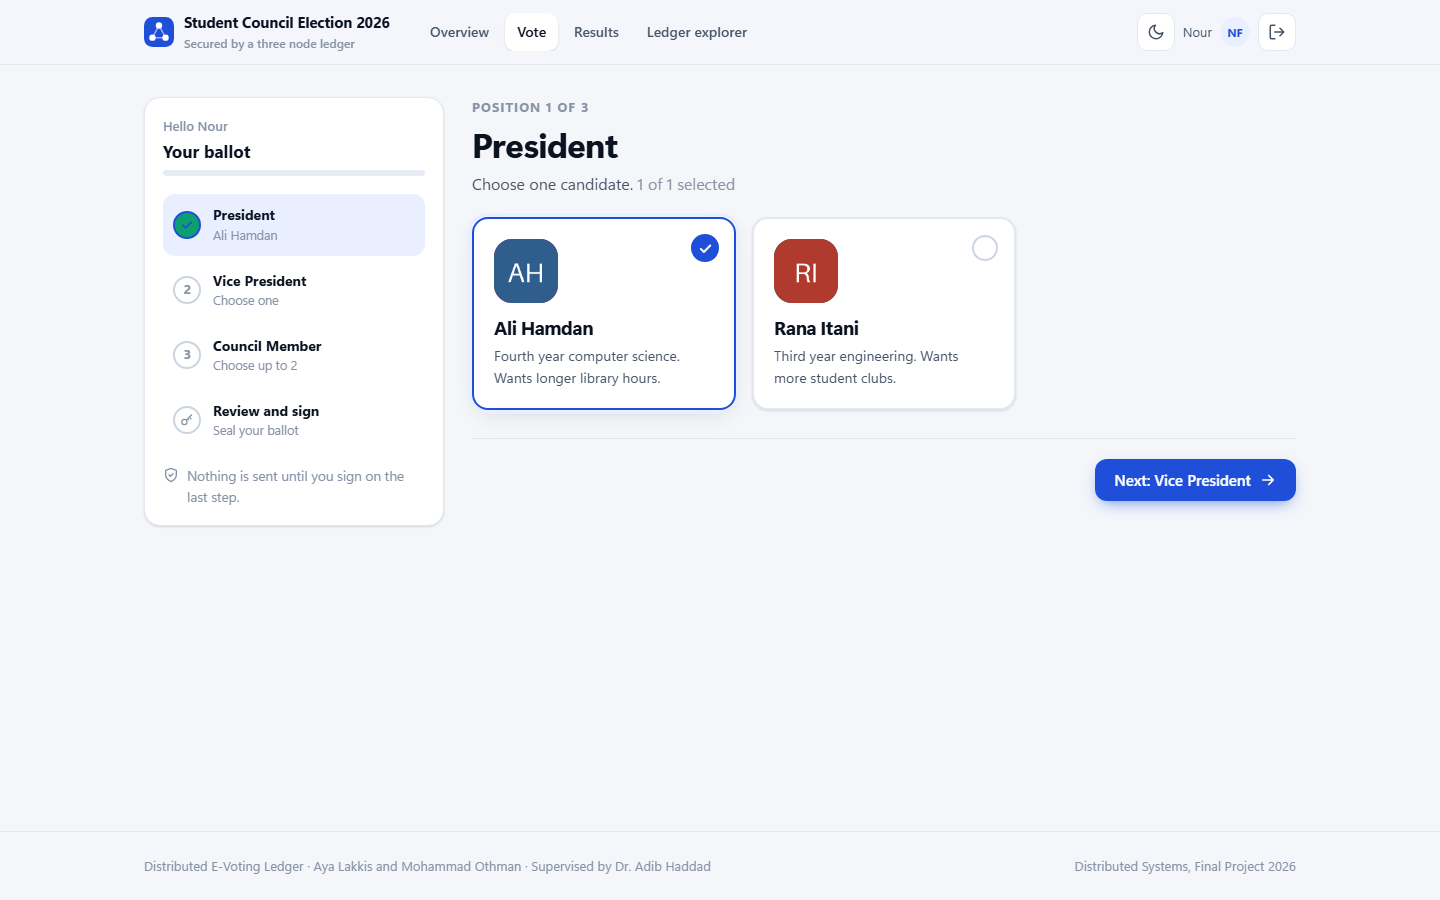 Student Council Election 2026
Secured by a three node ledger
Overview
Vote
Results
Ledger explorer
Nour
NF
Hello Nour
Your ballot
President
Ali Hamdan
2
Vice President
Choose one
3
Council Member
Choose up to 2
Review and sign
Seal your ballot
Nothing is sent until you sign on the
last step.
POSITION 1 OF 3
President
Choose one candidate. 1 of 1 selected
AH
Ali Hamdan
Fourth year computer science.
Wants longer library hours.
RI
Rana Itani
Third year engineering. Wants
more student clubs.
Next: Vice President
Distributed E-Voting Ledger · Aya Lakkis and Mohammad Othman · Supervised by Dr. Adib Haddad
Distributed Systems, Final Project 2026